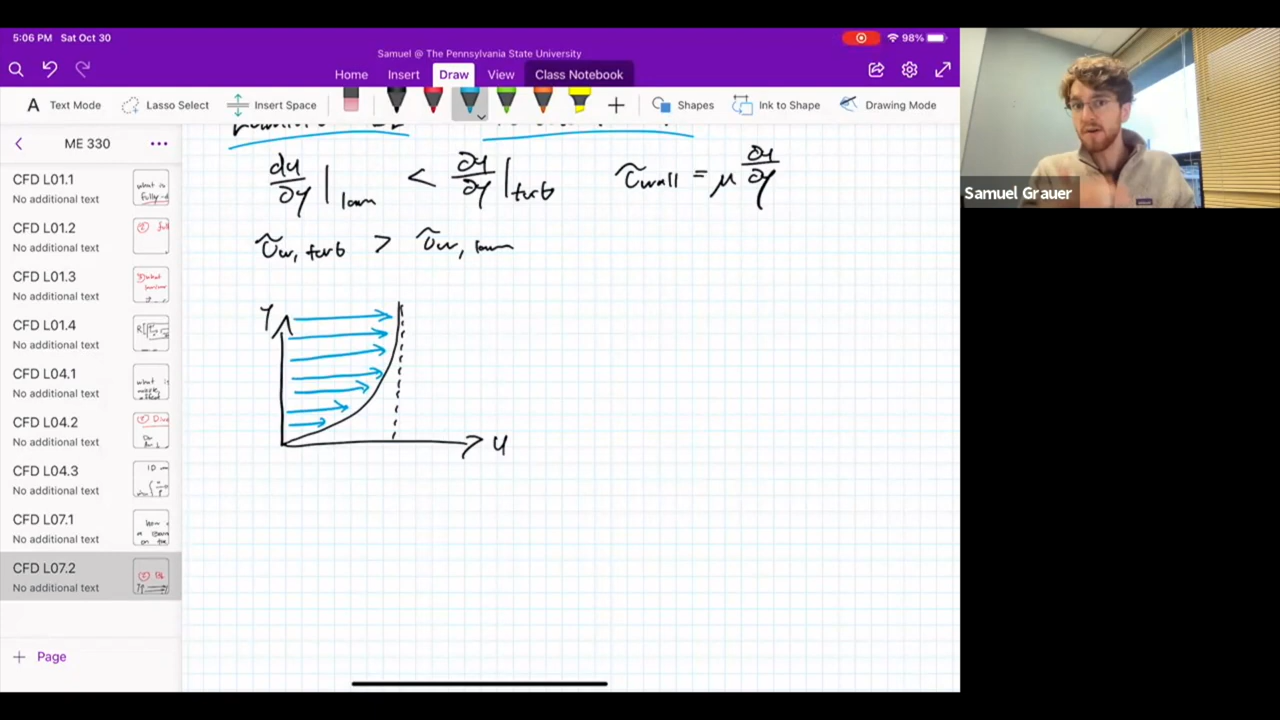 5:06 PM Sat Oct 30
98%
Samuel @ The Pennsylvania State University
Home Insert Draw View Class Notebook
A Text Mode Lasso Select Insert Space Shapes Ink to Shape Drawing Mode
ME 330
CFD L01.1
No additional text
CFD L01.2
No additional text
CFD L01.3
No additional text
CFD L01.4
No additional text
CFD L04.1
No additional text
CFD L04.2
No additional text
CFD L04.3
No additional text
CFD L07.1
No additional text
CFD L07.2
No additional text
+ Page
du/∂y|lam < ∂u/∂y|turb τwall = μ ∂u/∂y
τw, turb > τw, lam
y
u
Samuel Grauer